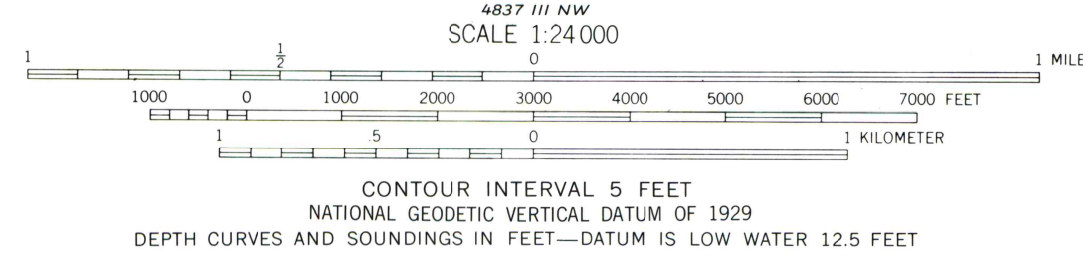 4837 III NW
SCALE 1:24 000
1 1/2 0 1 MILE
1000 0 1000 2000 3000 4000 5000 6000 7000 FEET
1 .5 0 1 KILOMETER
CONTOUR INTERVAL 5 FEET
NATIONAL GEODETIC VERTICAL DATUM OF 1929
DEPTH CURVES AND SOUNDINGS IN FEET—DATUM IS LOW WATER 12.5 FEET